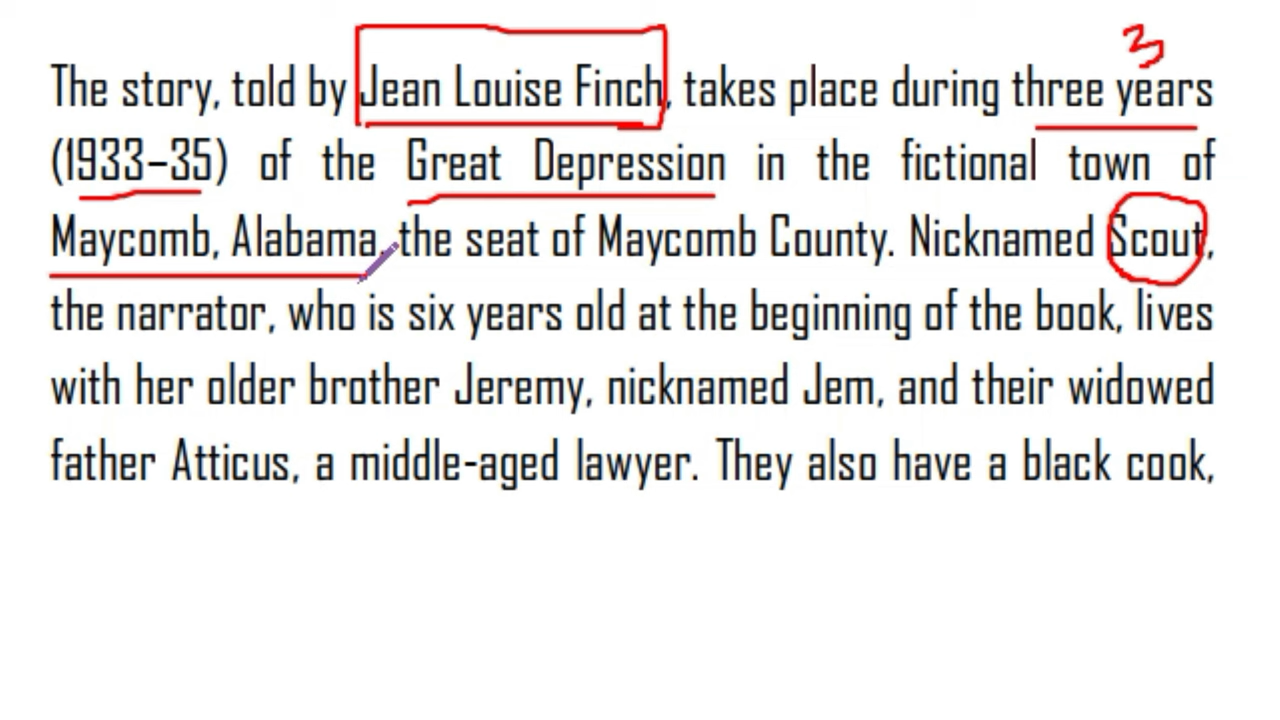 3
The story, told by Jean Louise Finch, takes place during three years
(1933–35) of the Great Depression in the fictional town of
Maycomb, Alabama, the seat of Maycomb County. Nicknamed Scout,
the narrator, who is six years old at the beginning of the book, lives
with her older brother Jeremy, nicknamed Jem, and their widowed
father Atticus, a middle-aged lawyer. They also have a black cook,